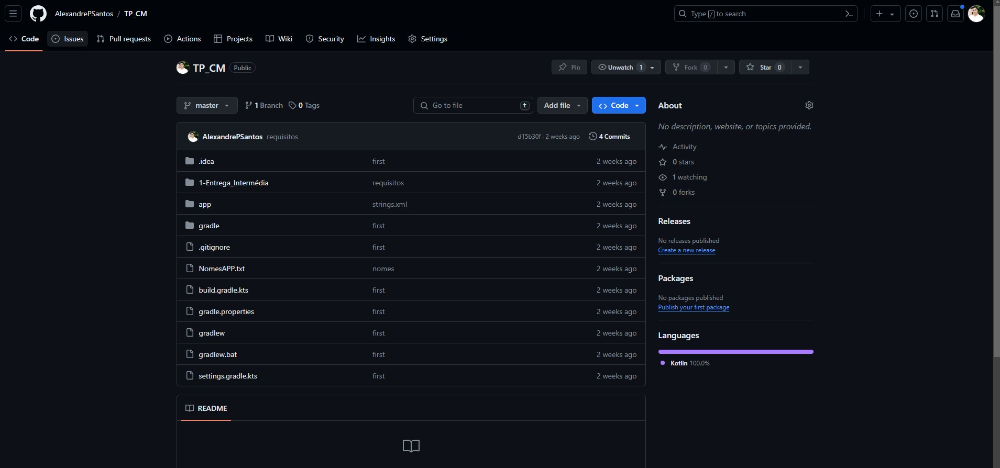 AlexandrePSantos / TP_CM
Type / to search
Code Issues Pull requests Actions Projects Wiki Security Insights Settings
TP_CM Public
Pin Unwatch 1 Fork 0 Star 0
master 1 Branch 0 Tags Go to file t Add file Code
AlexandrePSantos requisitos d15b30f · 2 weeks ago 4 Commits
.idea first 2 weeks ago
1-Entrega_Intermédia requisitos 2 weeks ago
app strings.xml 2 weeks ago
gradle first 2 weeks ago
.gitignore first 2 weeks ago
NomesAPP.txt nomes 2 weeks ago
build.gradle.kts first 2 weeks ago
gradle.properties first 2 weeks ago
gradlew first 2 weeks ago
gradlew.bat first 2 weeks ago
settings.gradle.kts first 2 weeks ago
README
About
No description, website, or topics provided.
Activity
0 stars
1 watching
0 forks
Releases
No releases published
Create a new release
Packages
No packages published
Publish your first package
Languages
Kotlin 100.0%